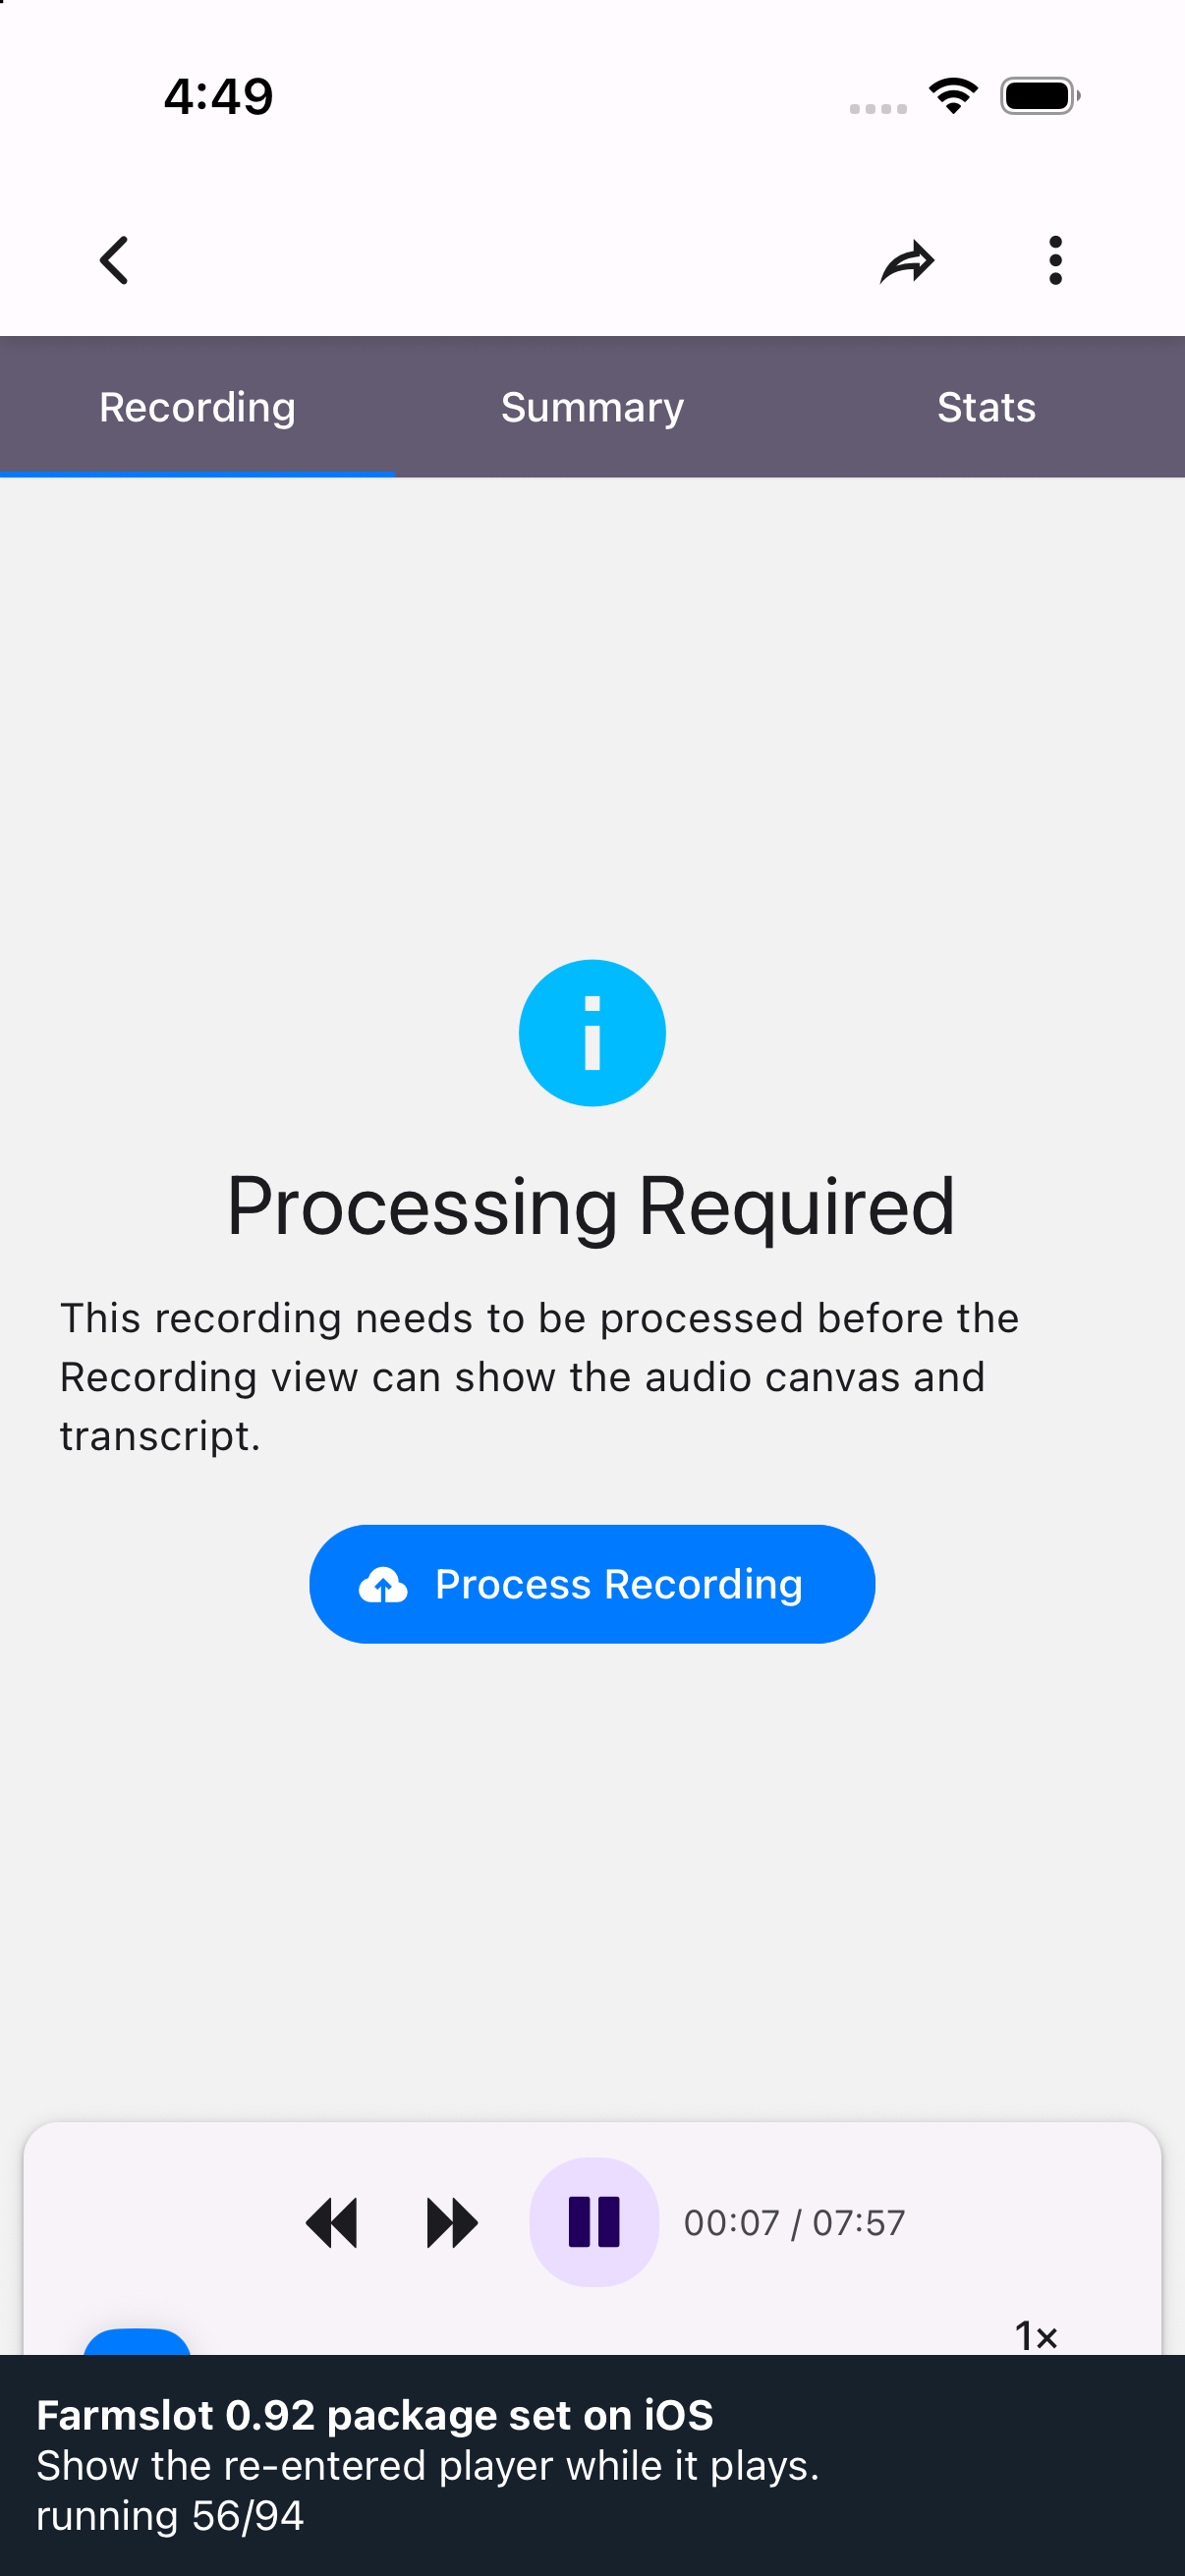 4:49
Recording Summary Stats
Processing Required
This recording needs to be processed before the
Recording view can show the audio canvas and
transcript.
Process Recording
00:07 / 07:57
1×
Farmslot 0.92 package set on iOS
Show the re-entered player while it plays.
running 56/94